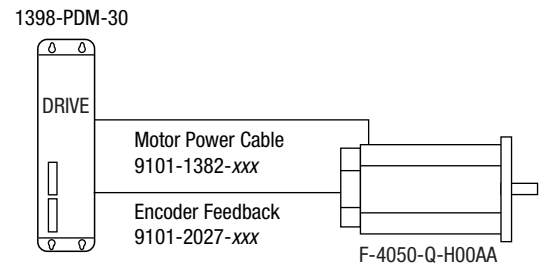 1398-PDM-30
DRIVE
Motor Power Cable
9101-1382-xxx
Encoder Feedback
9101-2027-xxx
F-4050-Q-H00AA